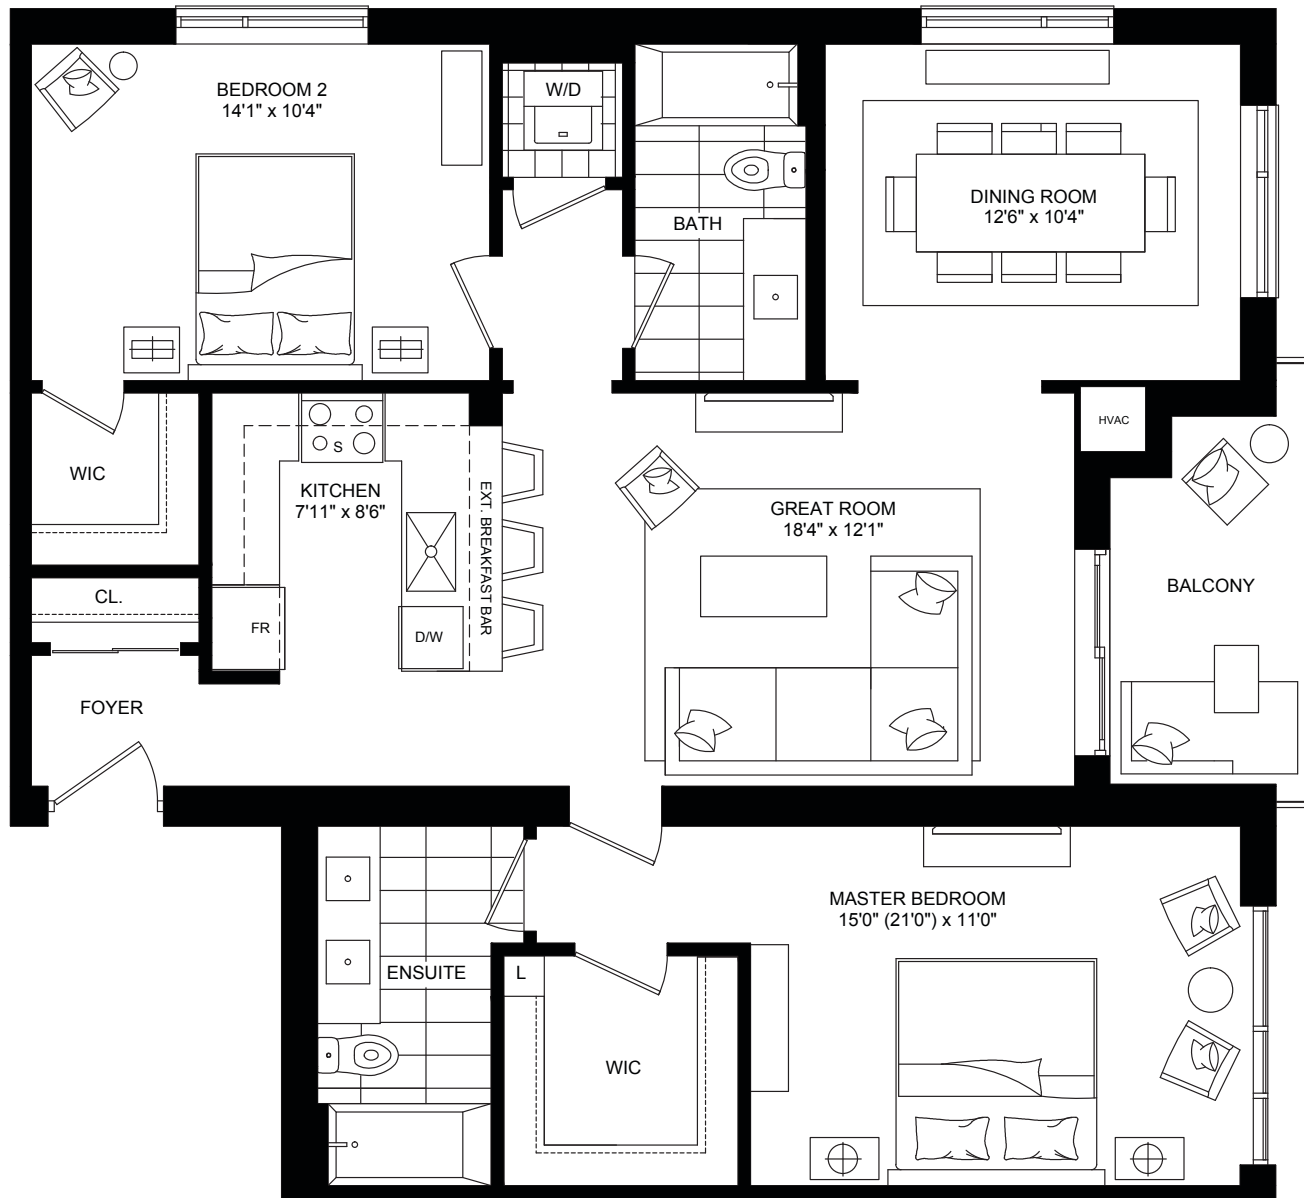 BEDROOM 2
14'1" x 10'4"
W/D
BATH
DINING ROOM
12'6" x 10'4"
HVAC
WIC
S
KITCHEN
7'11" x 8'6"
EXT. BREAKFAST BAR
GREAT ROOM
18'4" x 12'1"
BALCONY
CL.
FR
D/W
FOYER
MASTER BEDROOM
15'0" (21'0") x 11'0"
ENSUITE
L
WIC